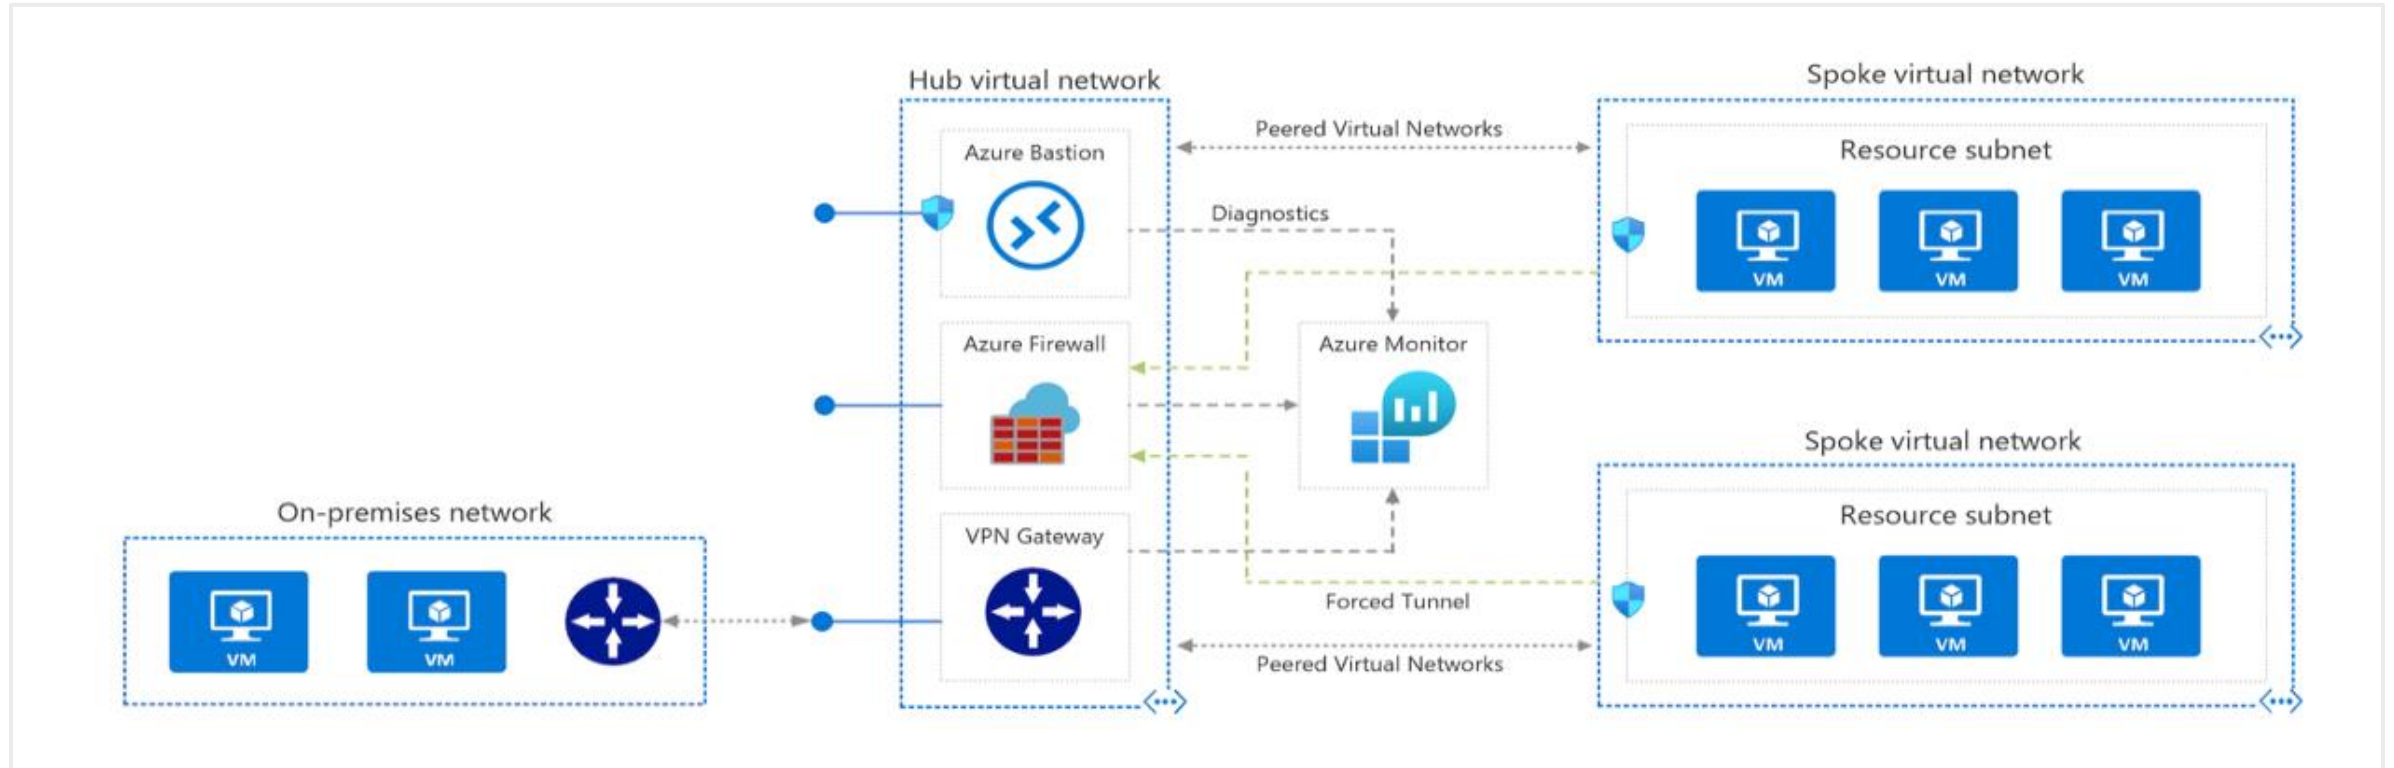 Hub virtual network
Spoke virtual network
Peered Virtual Networks
Azure Bastion
Resource subnet
Diagnostics
VM
VM
VM
Azure Firewall
Azure Monitor
Spoke virtual network
On-premises network
Resource subnet
VPN Gateway
VM
VM
VM
Forced Tunnel
VM
VM
Peered Virtual Networks